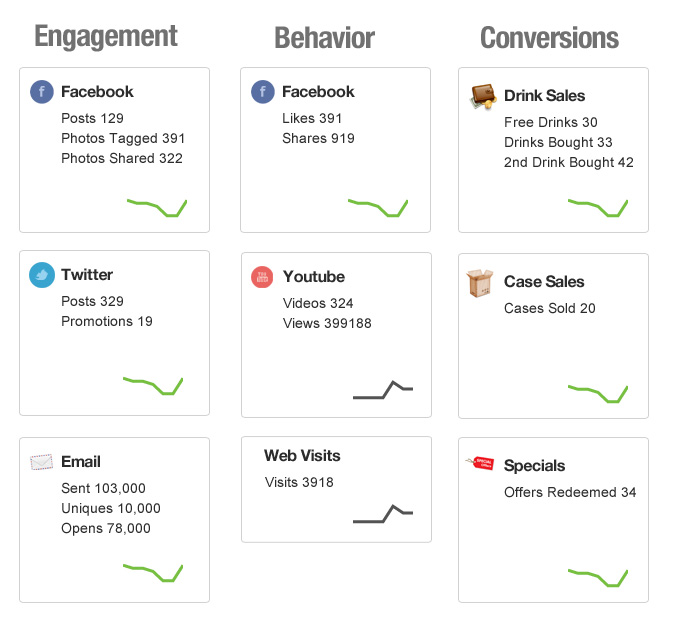 Engagement
Behavior
Conversions
Facebook
Posts 129
Photos Tagged 391
Photos Shared 322
Facebook
Likes 391
Shares 919
Drink Sales
Free Drinks 30
Drinks Bought 33
2nd Drink Bought 42
Twitter
Posts 329
Promotions 19
Youtube
Videos 324
Views 399188
Case Sales
Cases Sold 20
Email
Sent 103,000
Uniques 10,000
Opens 78,000
Web Visits
Visits 3918
Specials
Offers Redeemed 34